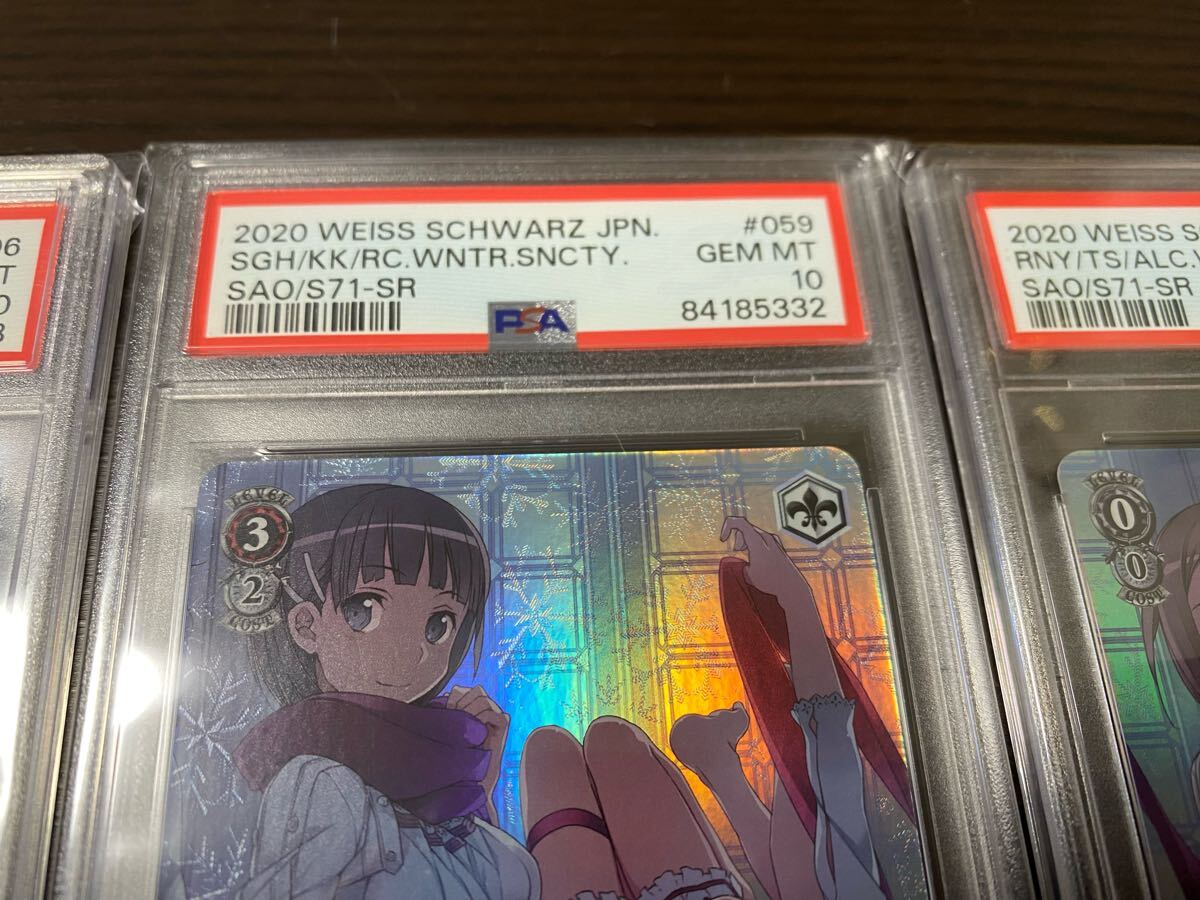 06
2020 WEISS SCHWARZ JPN. #059
SGH/KK/RC.WNTR.SNCTY. GEM MT
SAO/S71-SR 10
PSA 84185332
2020 WEISS
RNY/TS/ALC.
SAO/S71-SR
LEVEL
3
2
COST
LEVEL
0
0
COST